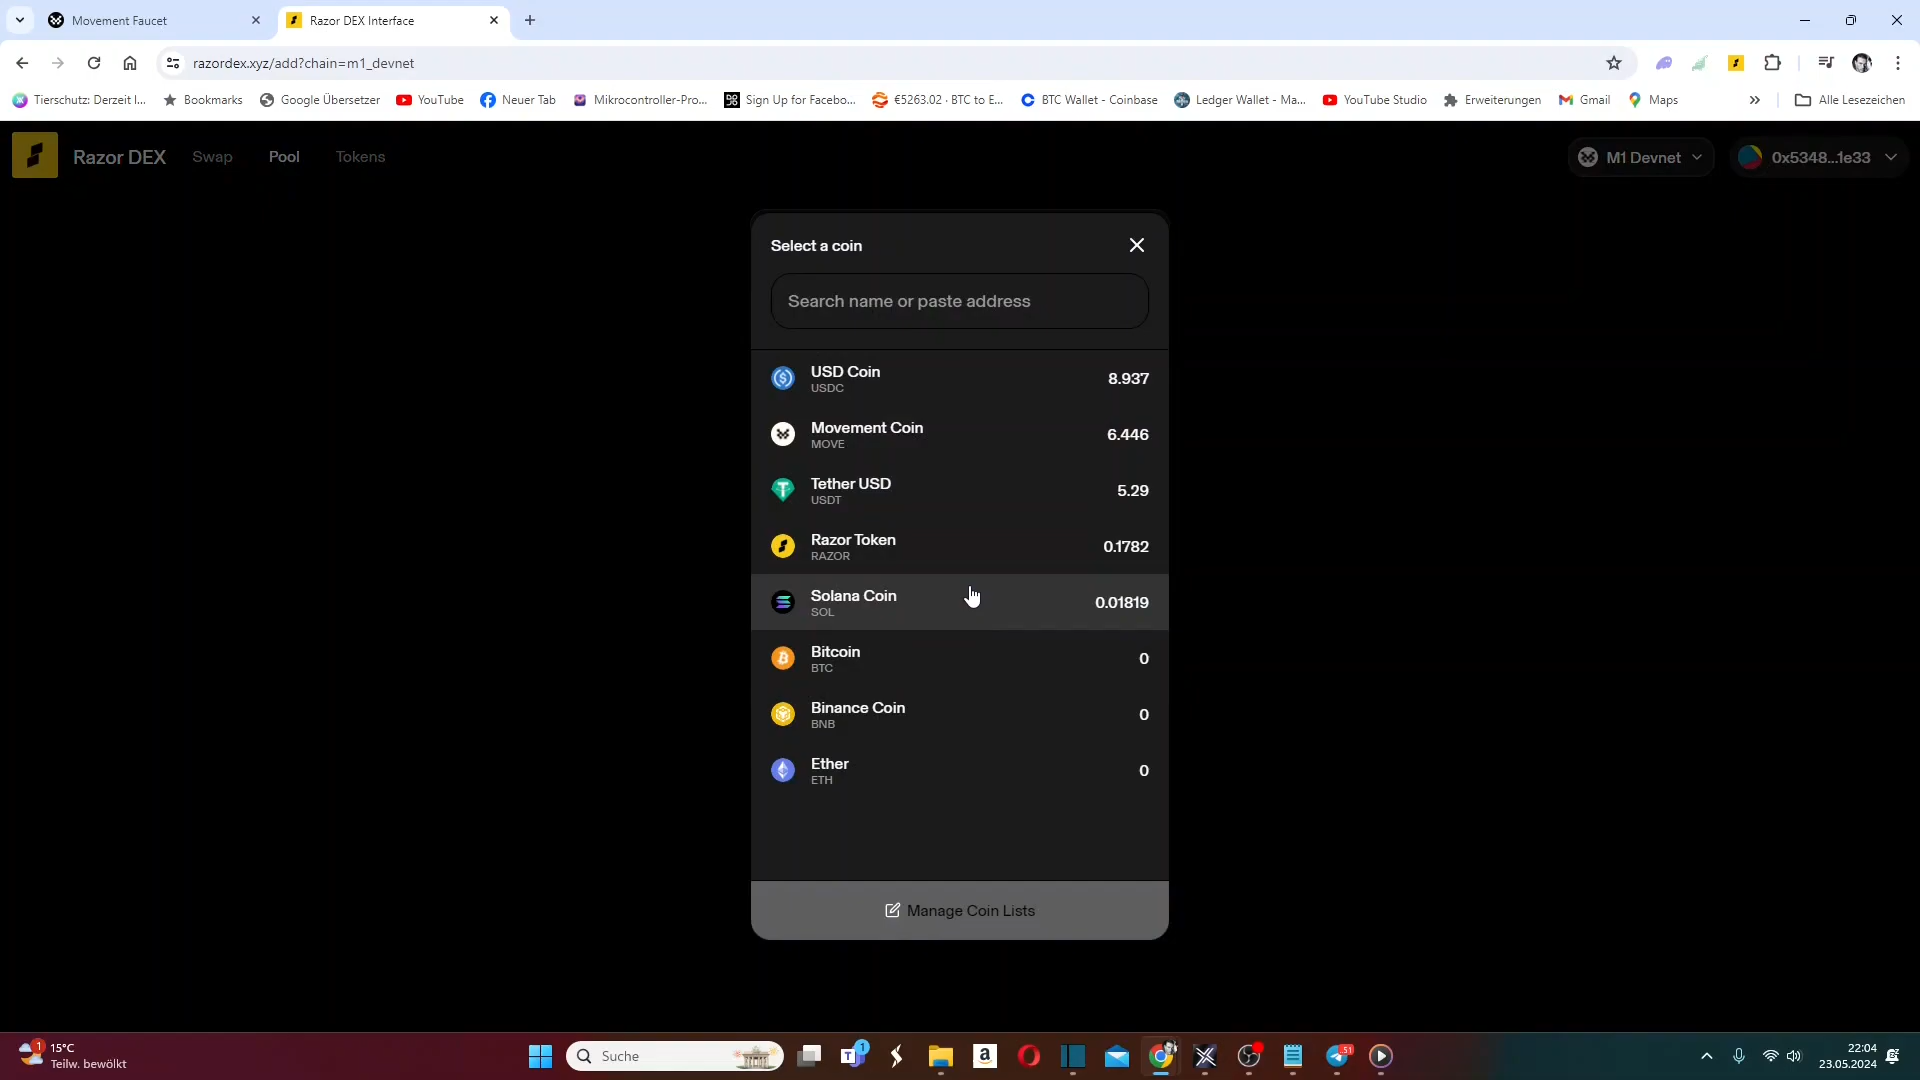 Movement Faucet
Razor DEX Interface
razordex.xyz/add?chain=m1_devnet
Tierschutz: Derzeit l...
Bookmarks
Google Übersetzer
YouTube
Neuer Tab
Mikrocontroller-Pro...
Sign Up for Facebo...
€5263.02 · BTC to E...
BTC Wallet - Coinbase
Ledger Wallet - Ma...
YouTube Studio
Erweiterungen
Gmail
Maps
Alle Lesezeichen
Razor DEX
Swap
Pool
Tokens
M1 Devnet
0x5348...1e33
Select a coin
Search name or paste address
USD Coin
USDC
8.937
Movement Coin
MOVE
6.446
Tether USD
USDT
5.29
Razor Token
RAZOR
0.1782
Solana Coin
SOL
0.01819
Bitcoin
BTC
0
Binance Coin
BNB
0
Ether
ETH
0
Manage Coin Lists
1
15°C
Teilw. bewölkt
Suche
1
51
22:04
23.05.2024